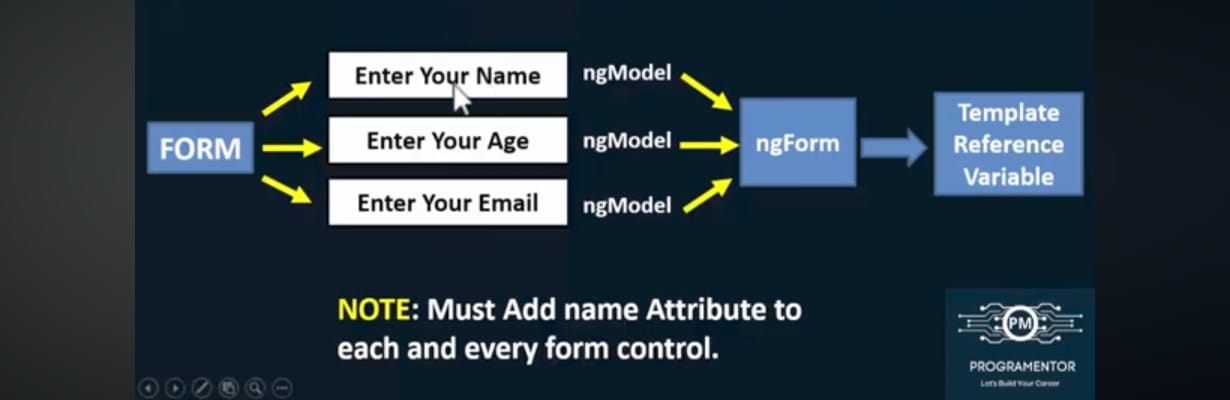 FORM
Enter Your Name
Enter Your Age
Enter Your Email
ngModel
ngModel
ngModel
ngForm
Template
Reference
Variable
NOTE: Must Add name Attribute to
each and every form control.
PM
PROGRAMENTOR
Let's Build Your Career